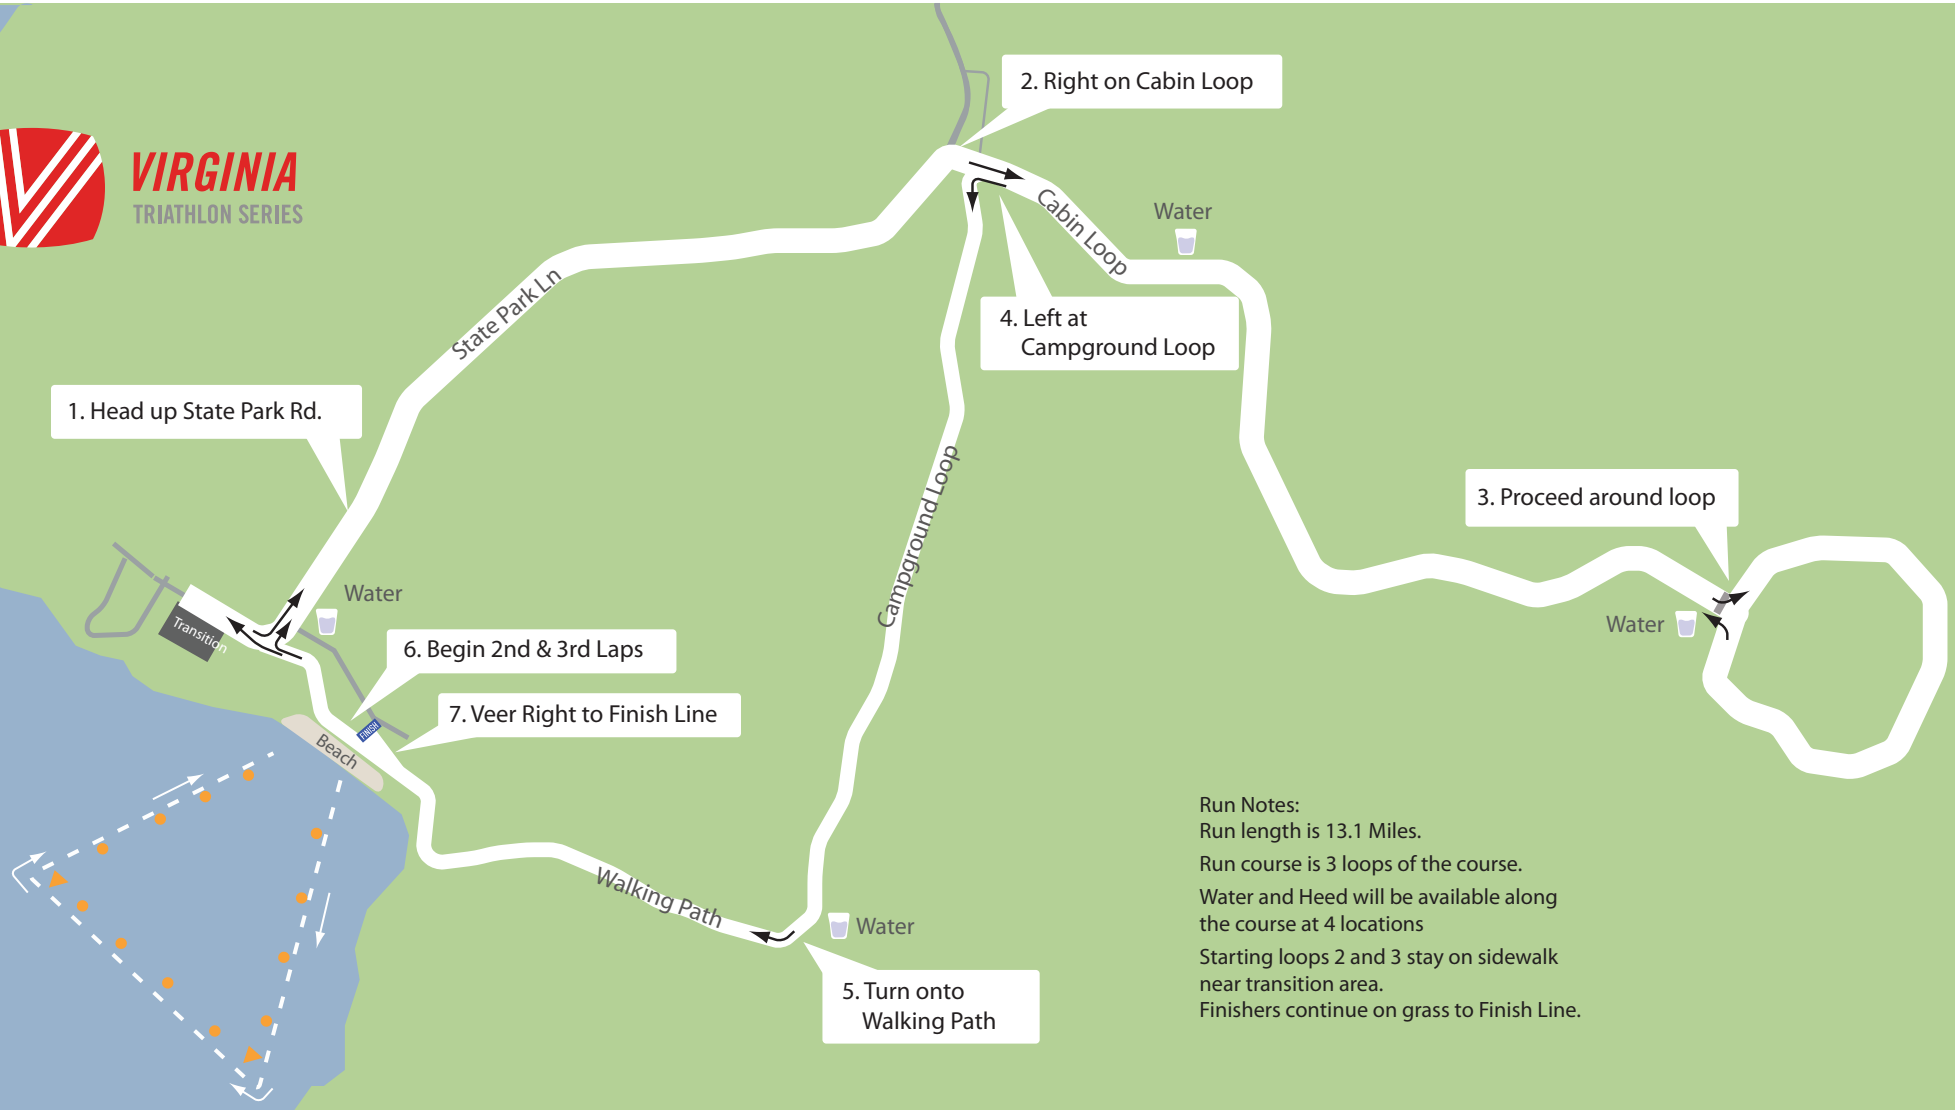 2. Right on Cabin Loop
VIRGINIA
TRIATHLON SERIES
Cabin Loop
Water
State Park Ln
4. Left at
Campground Loop
1. Head up State Park Rd.
Campground Loop
3. Proceed around loop
Water
Transition
Water
6. Begin 2nd & 3rd Laps
7. Veer Right to Finish Line
FINISH
Beach
Walking Path
Water
5. Turn onto
Walking Path
Run Notes:
Run length is 13.1 Miles.
Run course is 3 loops of the course.
Water and Heed will be available along
the course at 4 locations
Starting loops 2 and 3 stay on sidewalk
near transition area.
Finishers continue on grass to Finish Line.